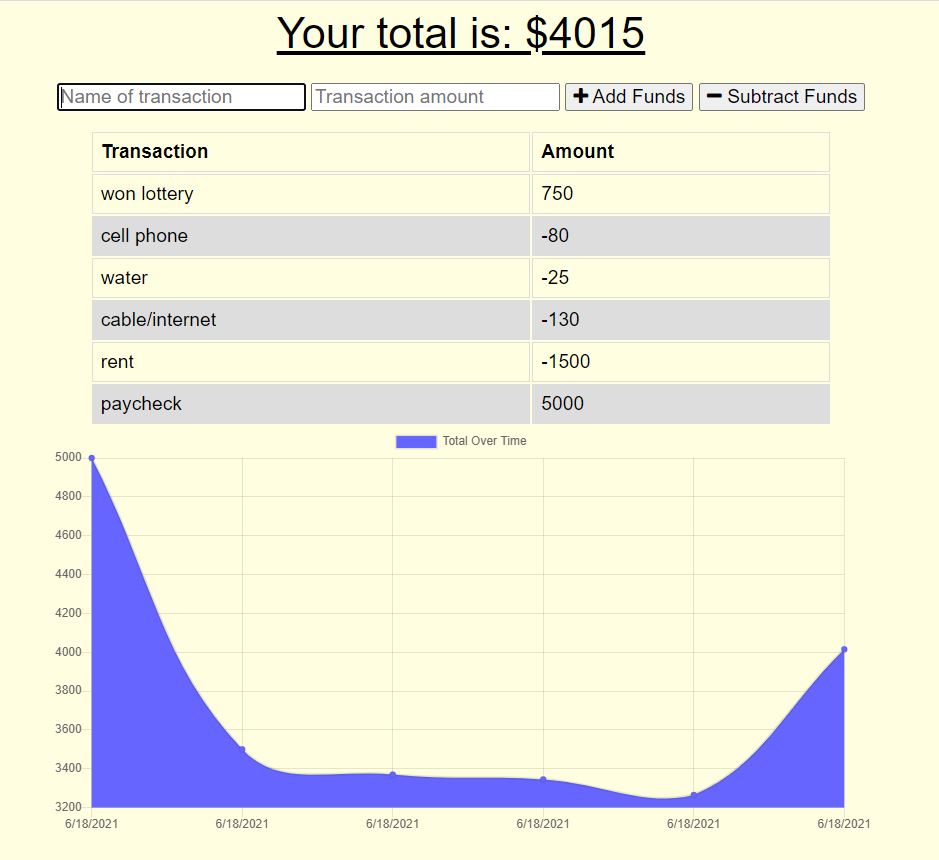 Your total is: $4015
Name of transaction Transaction amount Add Funds Subtract Funds
Transaction Amount
won lottery 750
cell phone -80
water -25
cable/internet -130
rent -1500
paycheck 5000
Total Over Time
5000
4800
4600
4400
4200
4000
3800
3600
3400
3200
6/18/2021 6/18/2021 6/18/2021 6/18/2021 6/18/2021 6/18/2021